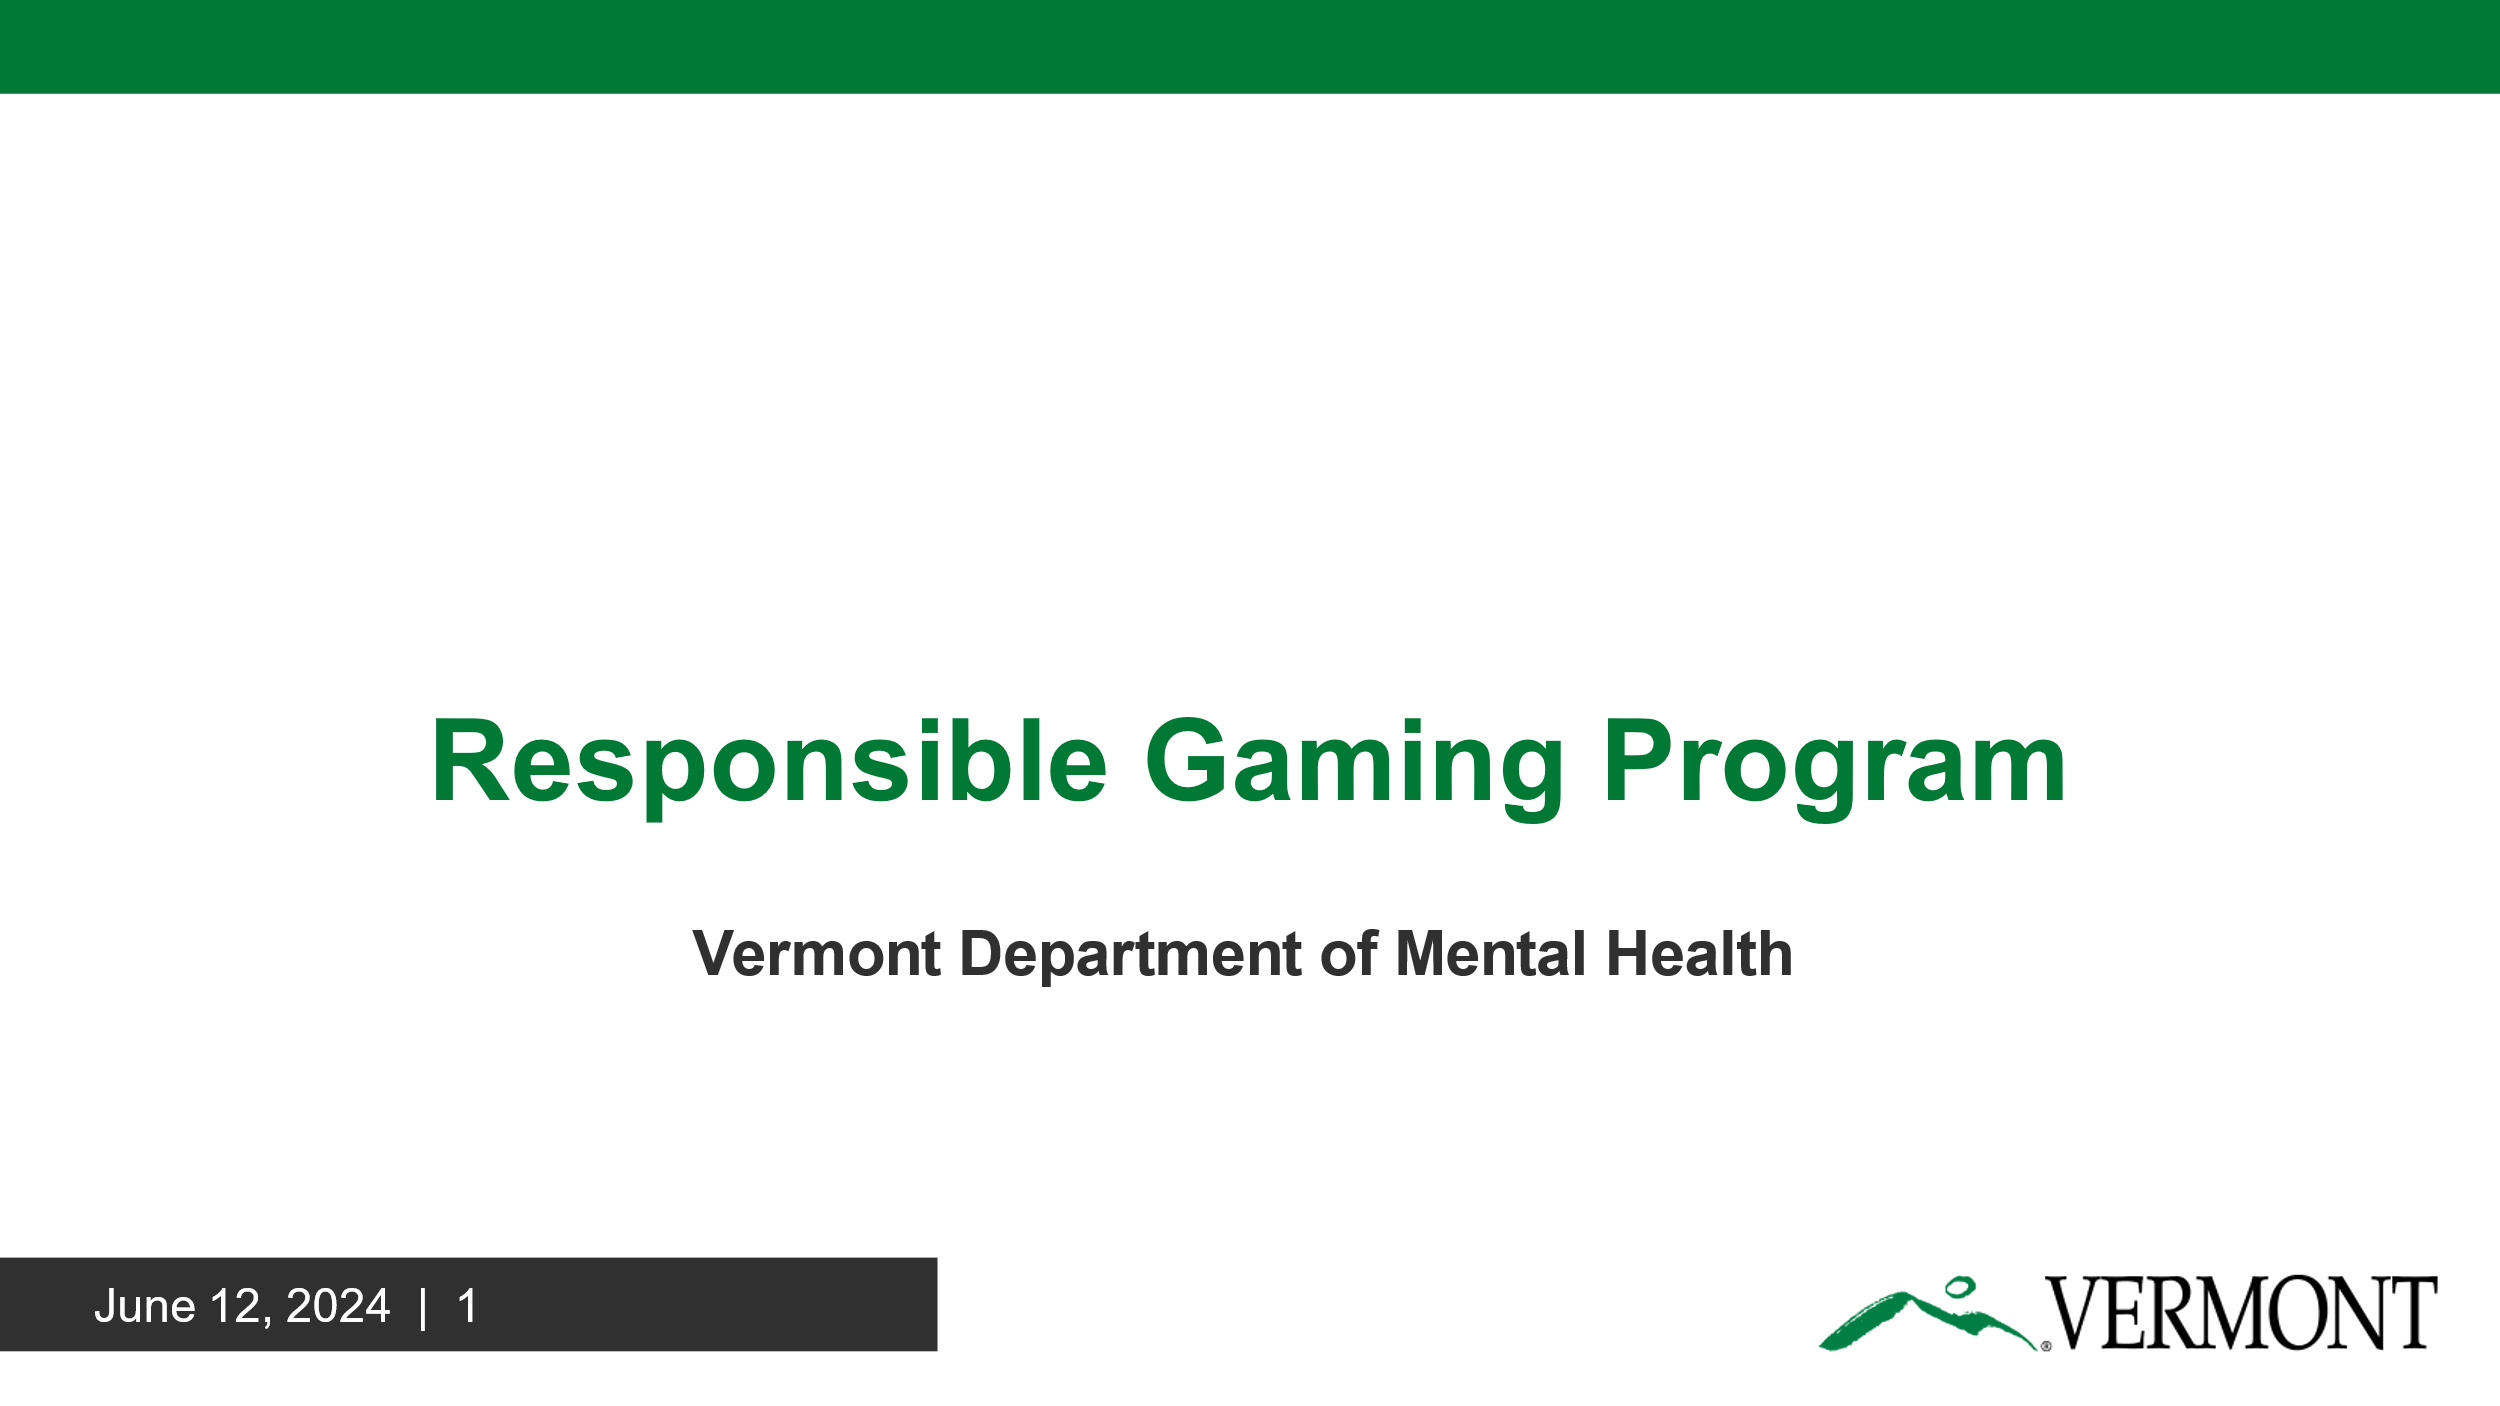 Responsible Gaming Program
Vermont Department of Mental Health
June 12, 2024 | 1
®VERMONT